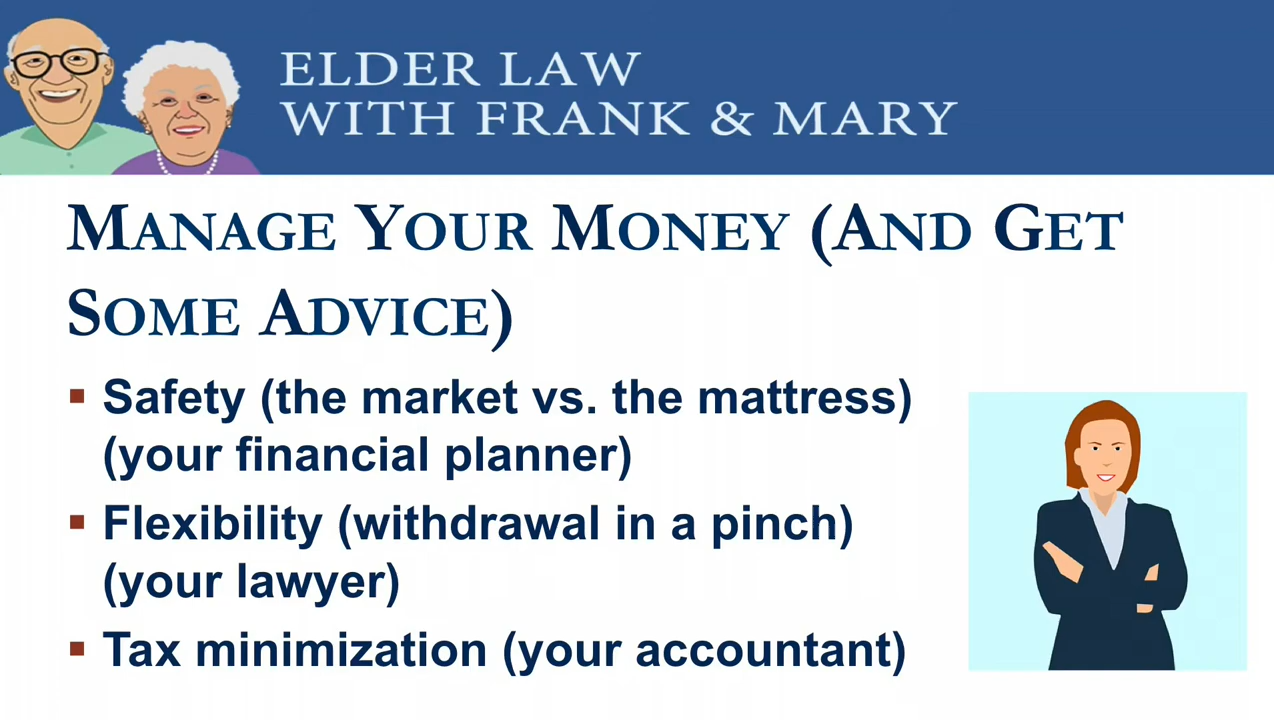 ELDER LAW
WITH FRANK & MARY
MANAGE YOUR MONEY (AND GET
SOME ADVICE)
▪ Safety (the market vs. the mattress)
(your financial planner)
▪ Flexibility (withdrawal in a pinch)
(your lawyer)
▪ Tax minimization (your accountant)